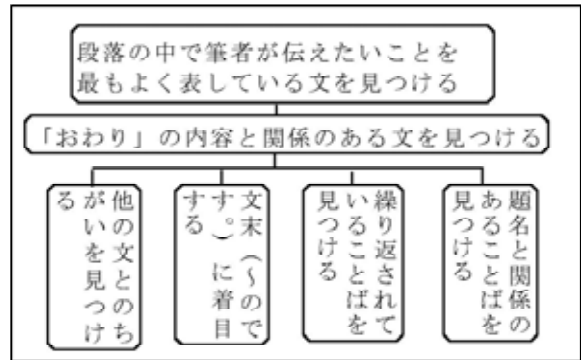 段落の中で筆者が伝えたいことを
最もよく表している文を見つける
「おわり」の内容と関係のある文を見つける
題名と関係の
あることばを
見つける
繰り返されて
いることばを
見つける
文末(~ので
す。)に着目
する
他の文とのち
がいを見つけ
る